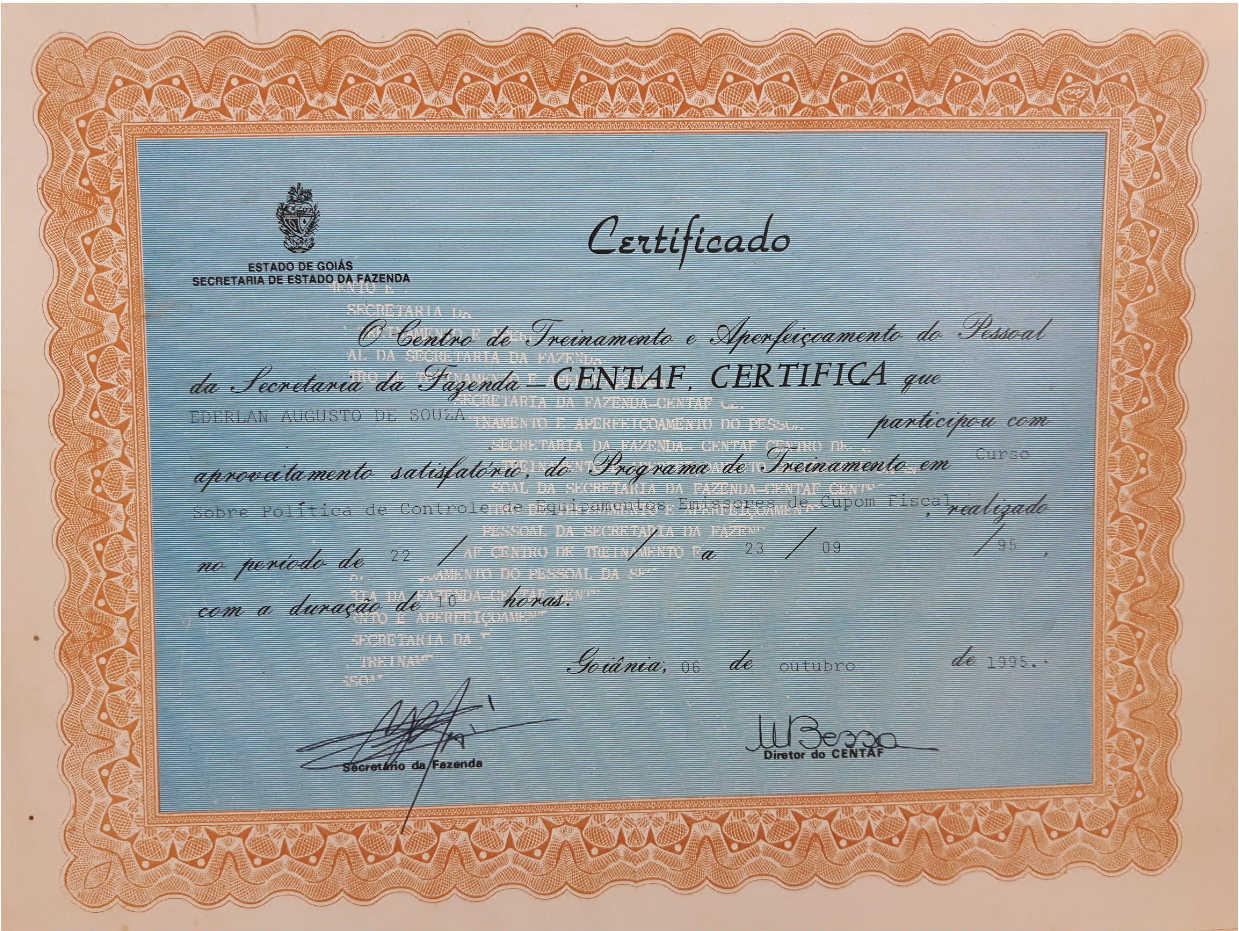 Certificado
ESTADO DE GOIÁS
SECRETARIA DE ESTADO DA FAZENDA
O Centro de Treinamento e Aperfeiçoamento do Pessoal
da Secretaria da Fazenda – CENTAF, CERTIFICA que
EDERLAN AUGUSTO DE SOUZA participou com
aproveitamento satisfatório, do Programa de Treinamento em Curso
Sobre Política de Controle de Equipamentos Emissores de Cupom Fiscal, realizado
no período de 22 / / a 23 / 09 / 95 ,
com a duração de 10 horas.
Goiânia, 06 de outubro de 1995.
WBessa
Secretário da Fazenda
Diretor do CENTAF